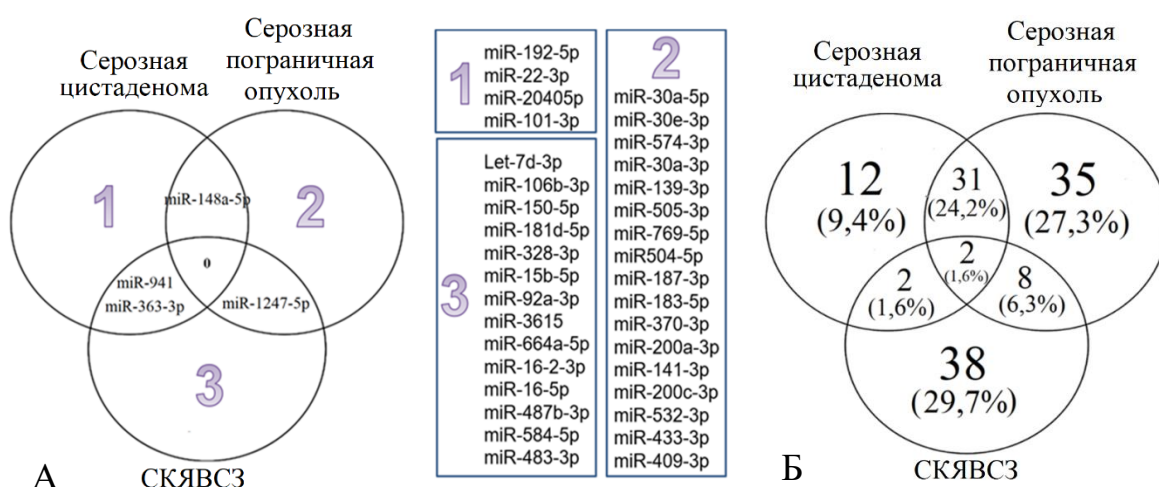 Серозная
цистаденома
Серозная
пограничная
опухоль
1
miR-148a-5p
2
0
miR-941
miR-363-3p
miR-1247-5p
3
А
СКЯВСЗ
1
miR-192-5p
miR-22-3p
miR-20405p
miR-101-3p
3
Let-7d-3p
miR-106b-3p
miR-150-5p
miR-181d-5p
miR-328-3p
miR-15b-5p
miR-92a-3p
miR-3615
miR-664a-5p
miR-16-2-3p
miR-16-5p
miR-487b-3p
miR-584-5p
miR-483-3p
2
miR-30a-5p
miR-30e-3p
miR-574-3p
miR-30a-3p
miR-139-3p
miR-505-3p
miR-769-5p
miR504-5p
miR-187-3p
miR-183-5p
miR-370-3p
miR-200a-3p
miR-141-3p
miR-200c-3p
miR-532-3p
miR-433-3p
miR-409-3p
Серозная
цистаденома
Серозная
пограничная
опухоль
12
(9,4%)
31
(24,2%)
35
(27,3%)
2
(1,6%)
2
(1,6%)
8
(6,3%)
38
(29,7%)
Б
СКЯВСЗ